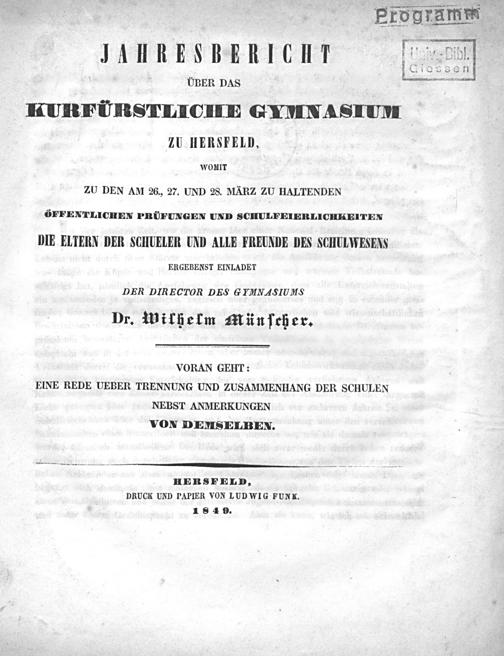 Programm
Univ.-Bibl.
Giessen
JAHRESBERICHT
ÜBER DAS
KURFÜRSTLICHE GYMNASIUM
ZU HERSFELD,
WOMIT
ZU DEN AM 26., 27. UND 28. MÄRZ ZU HALTENDEN
ÖFFENTLICHEN PRÜFUNGEN UND SCHULFEIERLICHKEITEN
DIE ELTERN DER SCHUELER UND ALLE FREUNDE DES SCHULWESENS
ERGEBENST EINLADET
DER DIRECTOR DES GYMNASIUMS
Dr. Wilhelm Münscher.
VORAN GEHT:
EINE REDE UEBER TRENNUNG UND ZUSAMMENHANG DER SCHULEN
NEBST ANMERKUNGEN
VON DEMSELBEN.
HERSFELD,
DRUCK UND PAPIER VON LUDWIG FUNK.
1849.